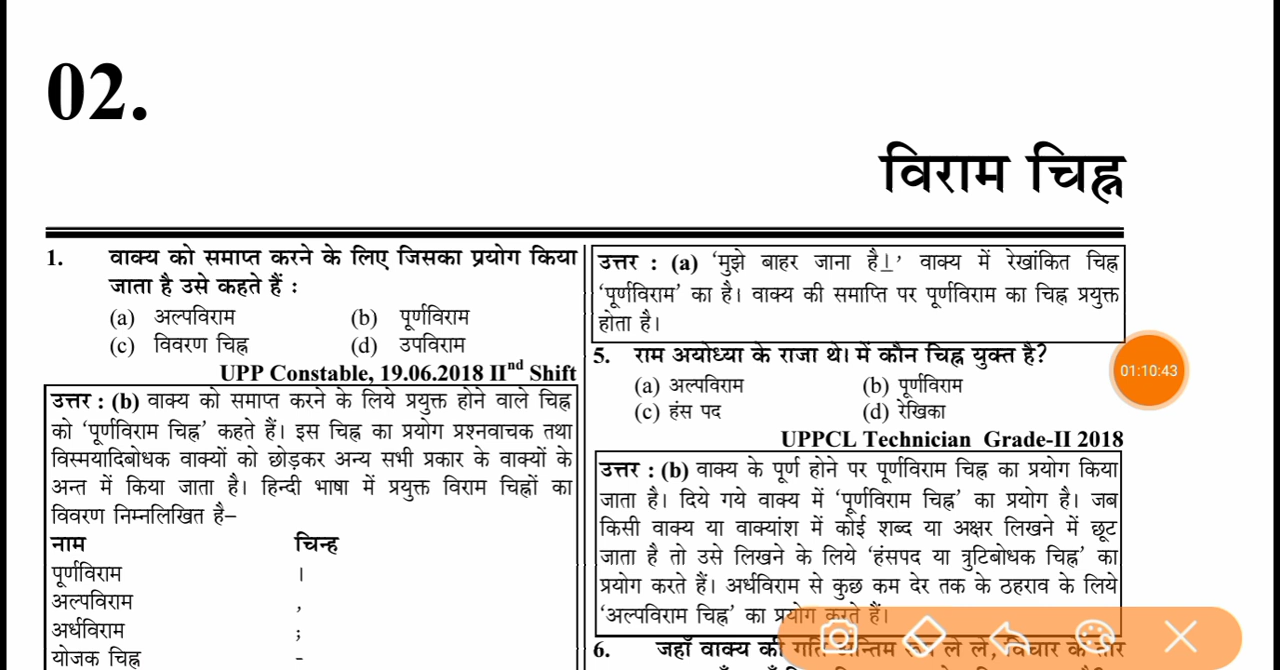 02.
विराम चिह्न
1. वाक्य को समाप्त करने के लिए जिसका प्रयोग किया
जाता है उसे कहते हैं :
(a) अल्पविराम (b) पूर्णविराम
(c) विवरण चिह्न (d) उपविराम
UPP Constable, 19.06.2018 IInd Shift
उत्तर : (b) वाक्य को समाप्त करने के लिये प्रयुक्त होने वाले चिह्न
को ‘पूर्णविराम चिह्न’ कहते हैं। इस चिह्न का प्रयोग प्रश्नवाचक तथा
विस्मयादिबोधक वाक्यों को छोड़कर अन्य सभी प्रकार के वाक्यों के
अन्त में किया जाता है। हिन्दी भाषा में प्रयुक्त विराम चिह्नों का
विवरण निम्नलिखित है–
नाम चिन्ह
पूर्णविराम ।
अल्पविराम ,
अर्धविराम ;
योजक चिह्न -
उत्तर : (a) ‘मुझे बाहर जाना है।’ वाक्य में रेखांकित चिह्न
‘पूर्णविराम’ का है। वाक्य की समाप्ति पर पूर्णविराम का चिह्न प्रयुक्त
होता है।
5. राम अयोध्या के राजा थे। में कौन चिह्न युक्त है?
(a) अल्पविराम (b) पूर्णविराम
(c) हंस पद (d) रेखिका
UPPCL Technician Grade-II 2018
उत्तर : (b) वाक्य के पूर्ण होने पर पूर्णविराम चिह्न का प्रयोग किया
जाता है। दिये गये वाक्य में ‘पूर्णविराम चिह्न’ का प्रयोग है। जब
किसी वाक्य या वाक्यांश में कोई शब्द या अक्षर लिखने में छूट
जाता है तो उसे लिखने के लिये ‘हंसपद या त्रुटिबोधक चिह्न’ का
प्रयोग करते हैं। अर्धविराम से कुछ कम देर तक के ठहराव के लिये
‘अल्पविराम चिह्न’ का प्रयोग करते हैं।
6. जहाँ वाक्य की गति ले लें, विचार के
01:10:43